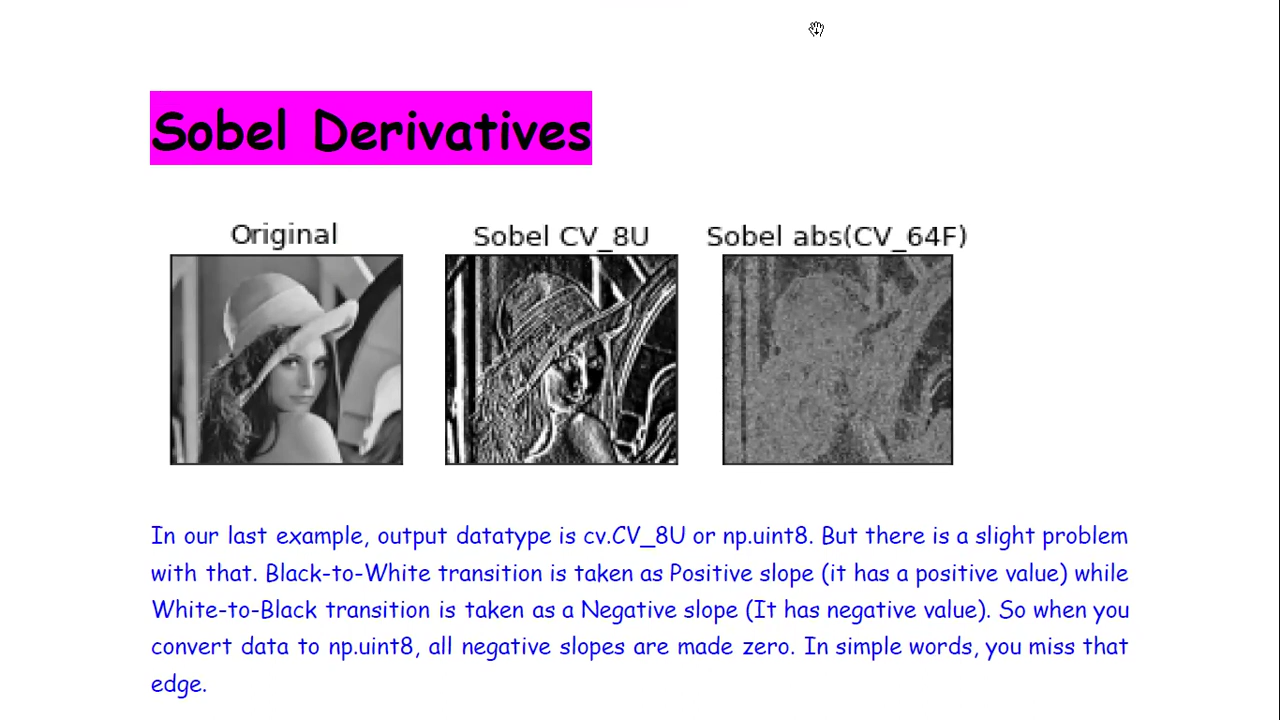 Sobel Derivatives
Original
Sobel CV_8U
Sobel abs(CV_64F)
In our last example, output datatype is cv.CV_8U or np.uint8. But there is a slight problem
with that. Black-to-White transition is taken as Positive slope (it has a positive value) while
White-to-Black transition is taken as a Negative slope (It has negative value). So when you
convert data to np.uint8, all negative slopes are made zero. In simple words, you miss that
edge.